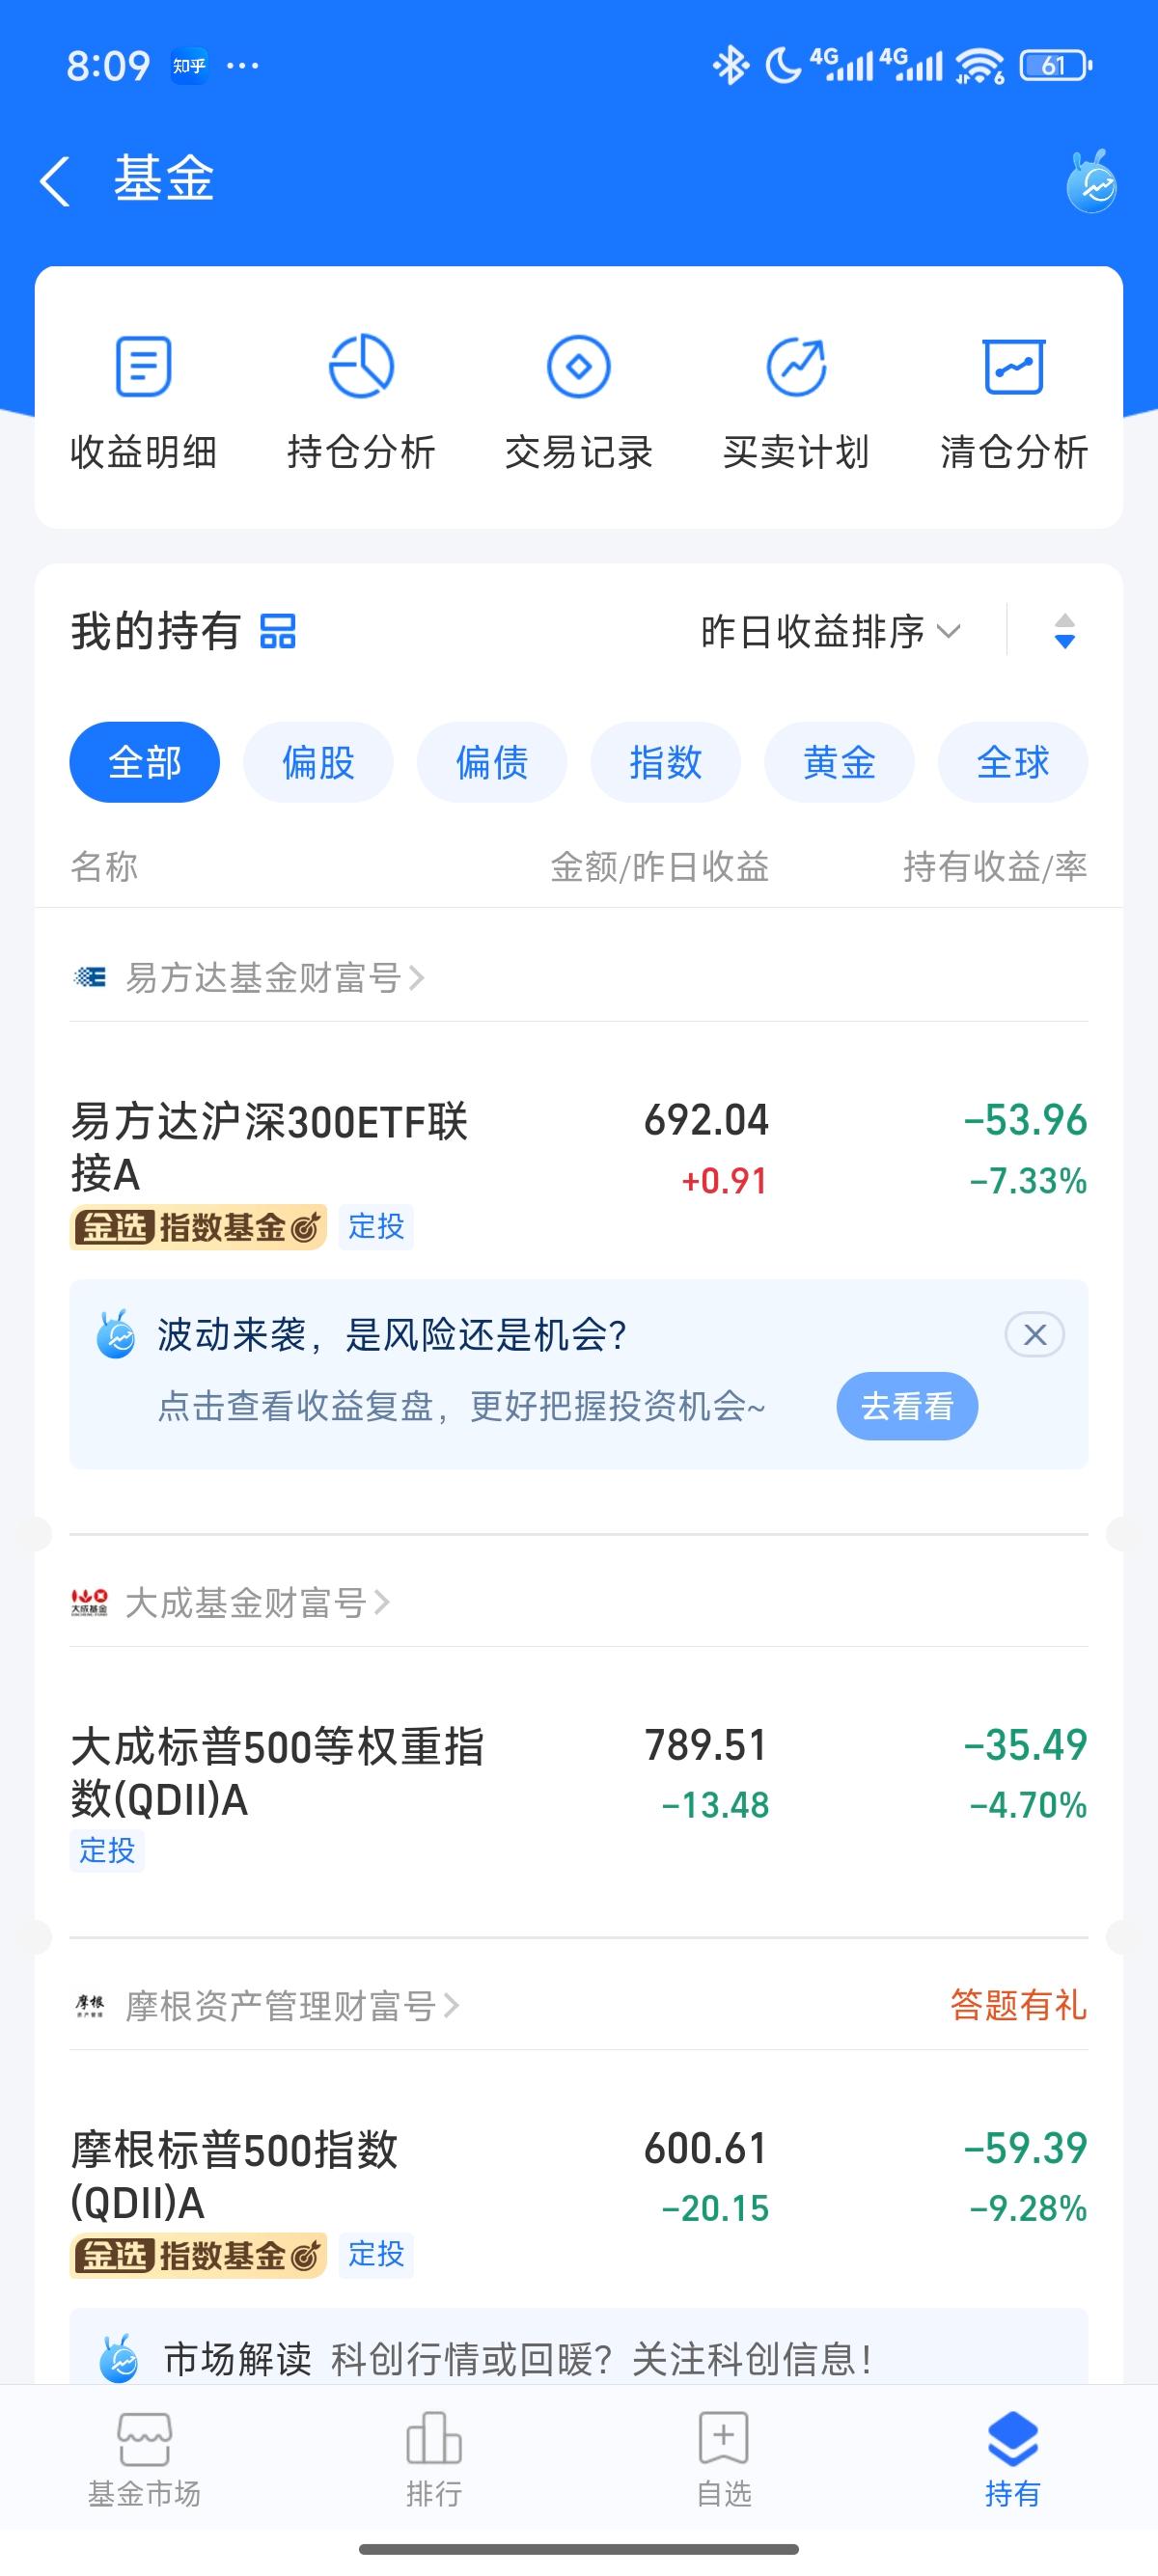 8:09 知乎 ··· 4G 4G 6 61
基金
收益明细 持仓分析 交易记录 买卖计划 清仓分析
我的持有 昨日收益排序
全部 偏股 偏债 指数 黄金 全球
名称 金额/昨日收益 持有收益/率
易方达基金财富号
易方达沪深300ETF联 692.04 -53.96
接A +0.91 -7.33%
金选 指数基金 定投
波动来袭，是风险还是机会?
点击查看收益复盘，更好把握投资机会~ 去看看
大成基金 大成基金财富号
大成标普500等权重指 789.51 -35.49
数(QDII)A -13.48 -4.70%
定投
摩根 摩根资产管理财富号 答题有礼
摩根标普500指数 600.61 -59.39
(QDII)A -20.15 -9.28%
金选 指数基金 定投
市场解读 科创行情或回暖？关注科创信息！
基金市场 排行 自选 持有